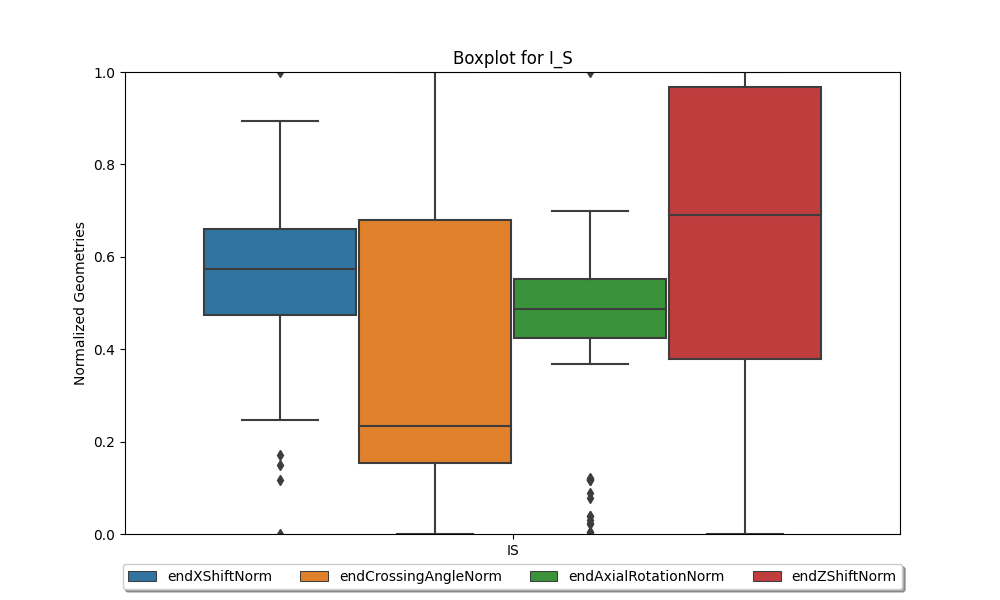 Boxplot for I_S
1.0
0.8
0.6
0.4
0.2
0.0
Normalized Geometries
IS
endXShiftNorm endCrossingAngleNorm endAxialRotationNorm endZShiftNorm